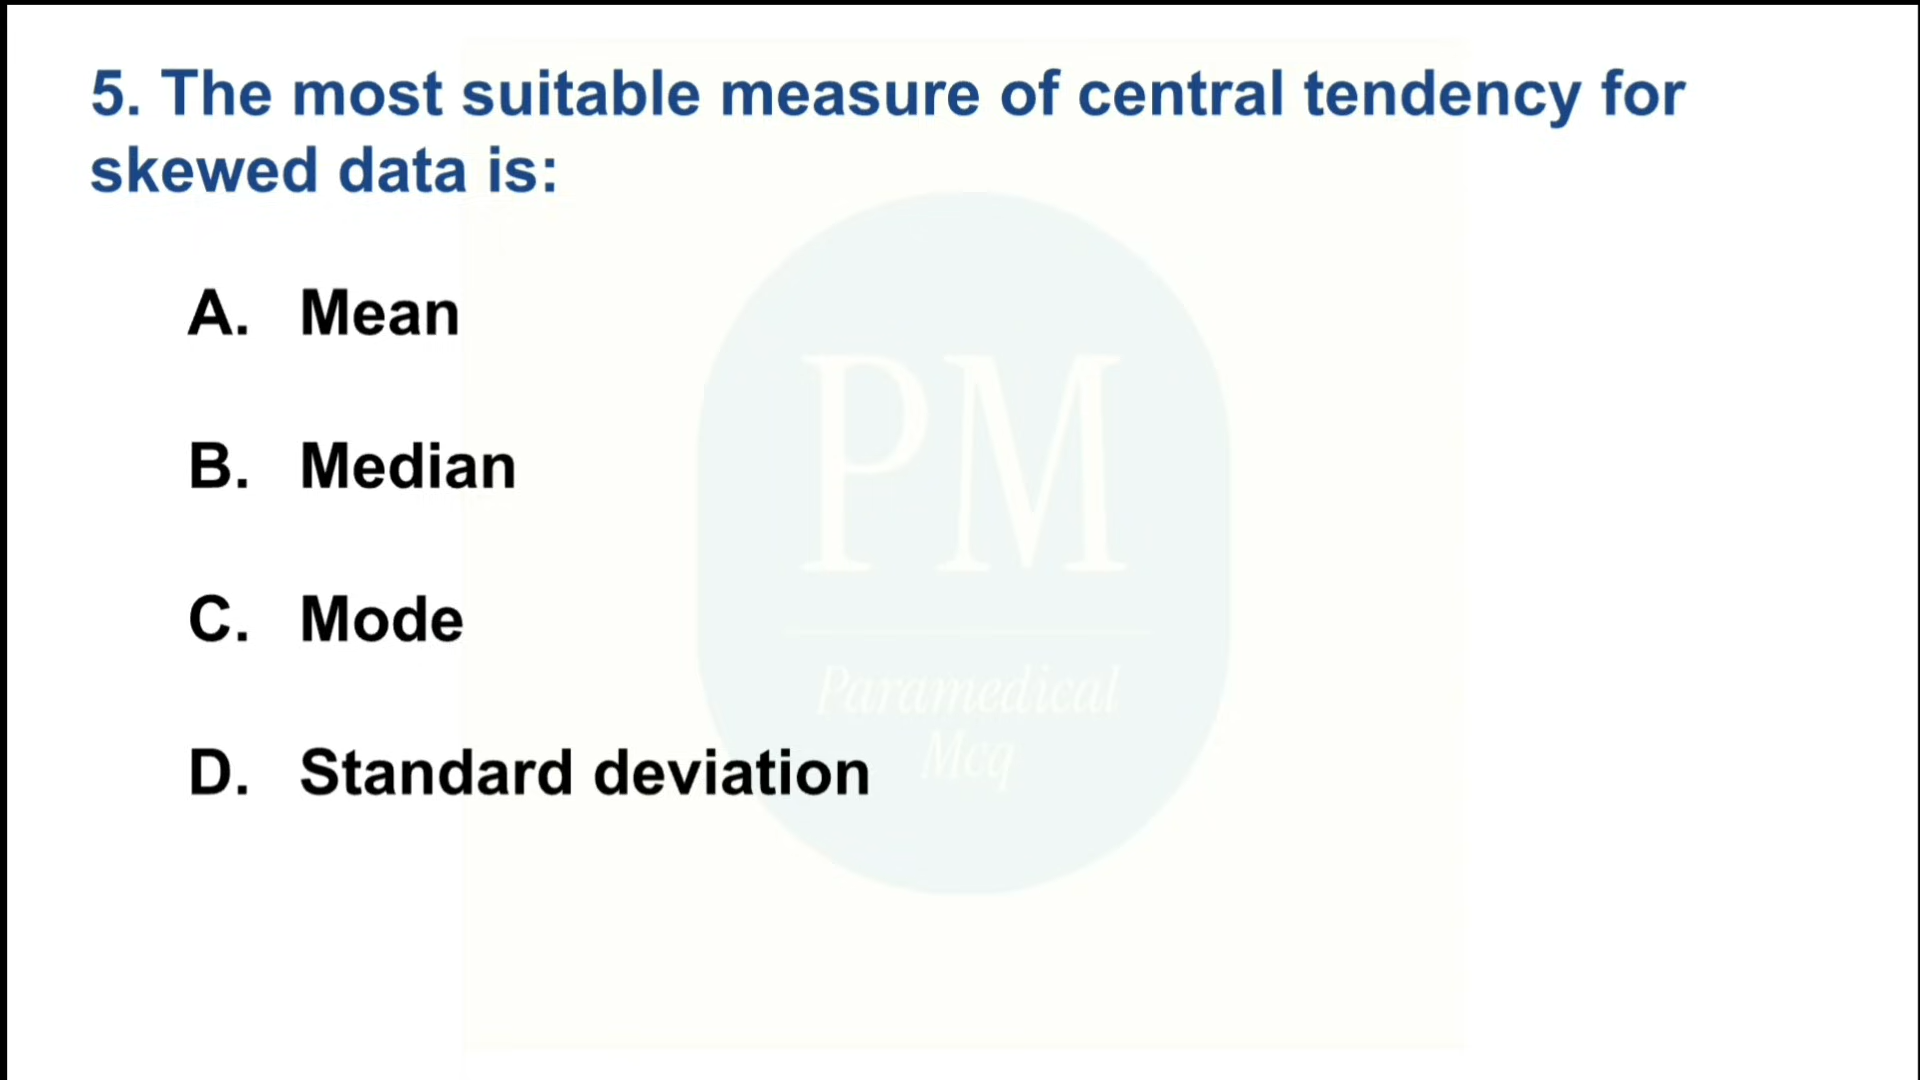 5. The most suitable measure of central tendency for
skewed data is:
A. Mean
B. Median
C. Mode
D. Standard deviation
PM
Paramedical
Mcq